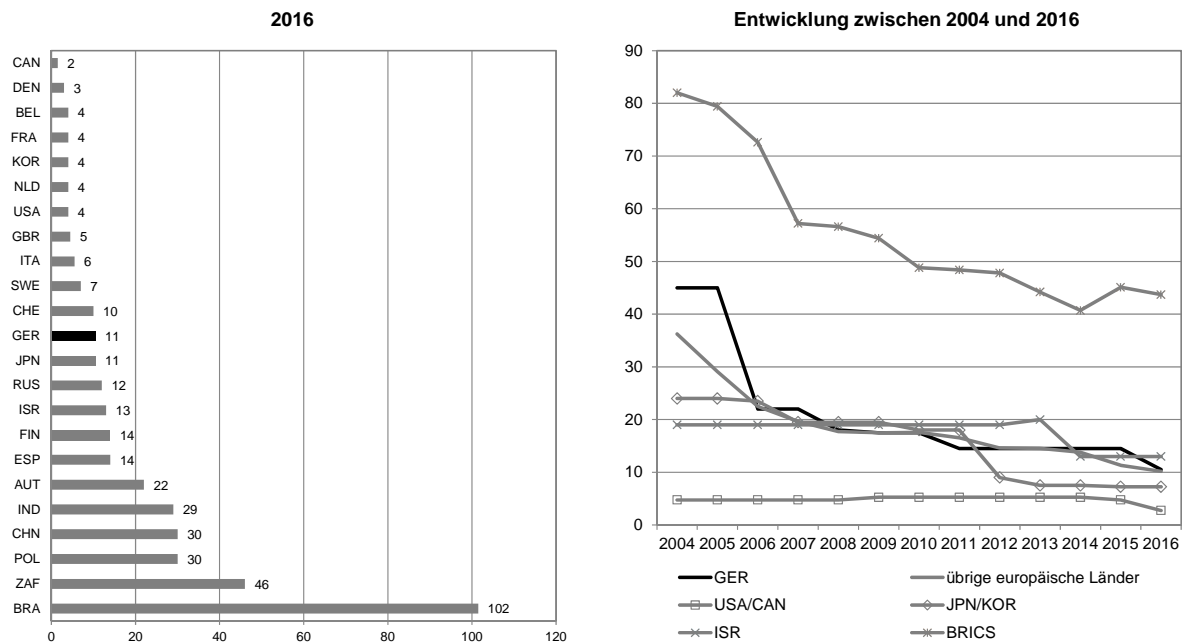 2016
CAN 2
DEN 3
BEL 4
FRA 4
KOR 4
NLD 4
USA 4
GBR 5
ITA 6
SWE 7
CHE 10
GER 11
JPN 11
RUS 12
ISR 13
FIN 14
ESP 14
AUT 22
IND 29
CHN 30
POL 30
ZAF 46
BRA 102
0 20 40 60 80 100 120
Entwicklung zwischen 2004 und 2016
90
80
70
60
50
40
30
20
10
0
2004 2005 2006 2007 2008 2009 2010 2011 2012 2013 2014 2015 2016
GER übrige europäische Länder
USA/CAN JPN/KOR
ISR BRICS